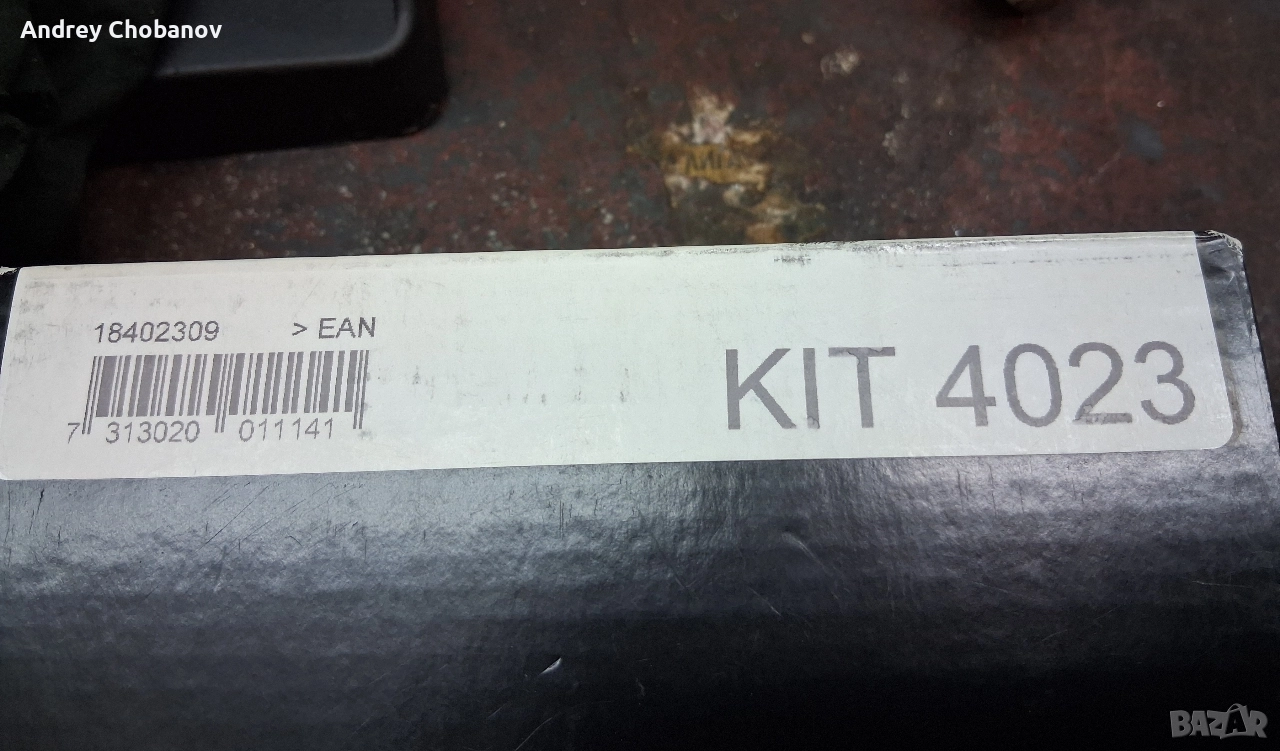 Andrey Chobanov
18402309 > EAN
7 313020 011141
KIT 4023
BAZAR